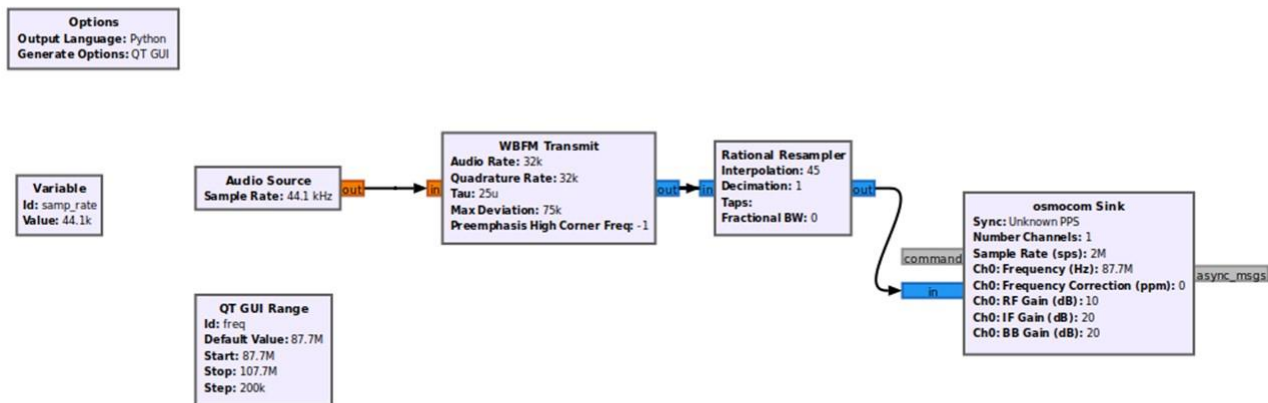 Options
Output Language: Python
Generate Options: QT GUI
Variable
Id: samp_rate
Value: 44.1k
Audio Source
Sample Rate: 44.1 kHz
out
in
WBFM Transmit
Audio Rate: 32k
Quadrature Rate: 32k
Tau: 25u
Max Deviation: 75k
Preemphasis High Corner Freq: -1
out
in
Rational Resampler
Interpolation: 45
Decimation: 1
Taps:
Fractional BW: 0
out
command
in
osmocom Sink
Sync: Unknown PPS
Number Channels: 1
Sample Rate (sps): 2M
Ch0: Frequency (Hz): 87.7M
Ch0: Frequency Correction (ppm): 0
Ch0: RF Gain (dB): 10
Ch0: IF Gain (dB): 20
Ch0: BB Gain (dB): 20
async_msgs
QT GUI Range
Id: freq
Default Value: 87.7M
Start: 87.7M
Stop: 107.7M
Step: 200k